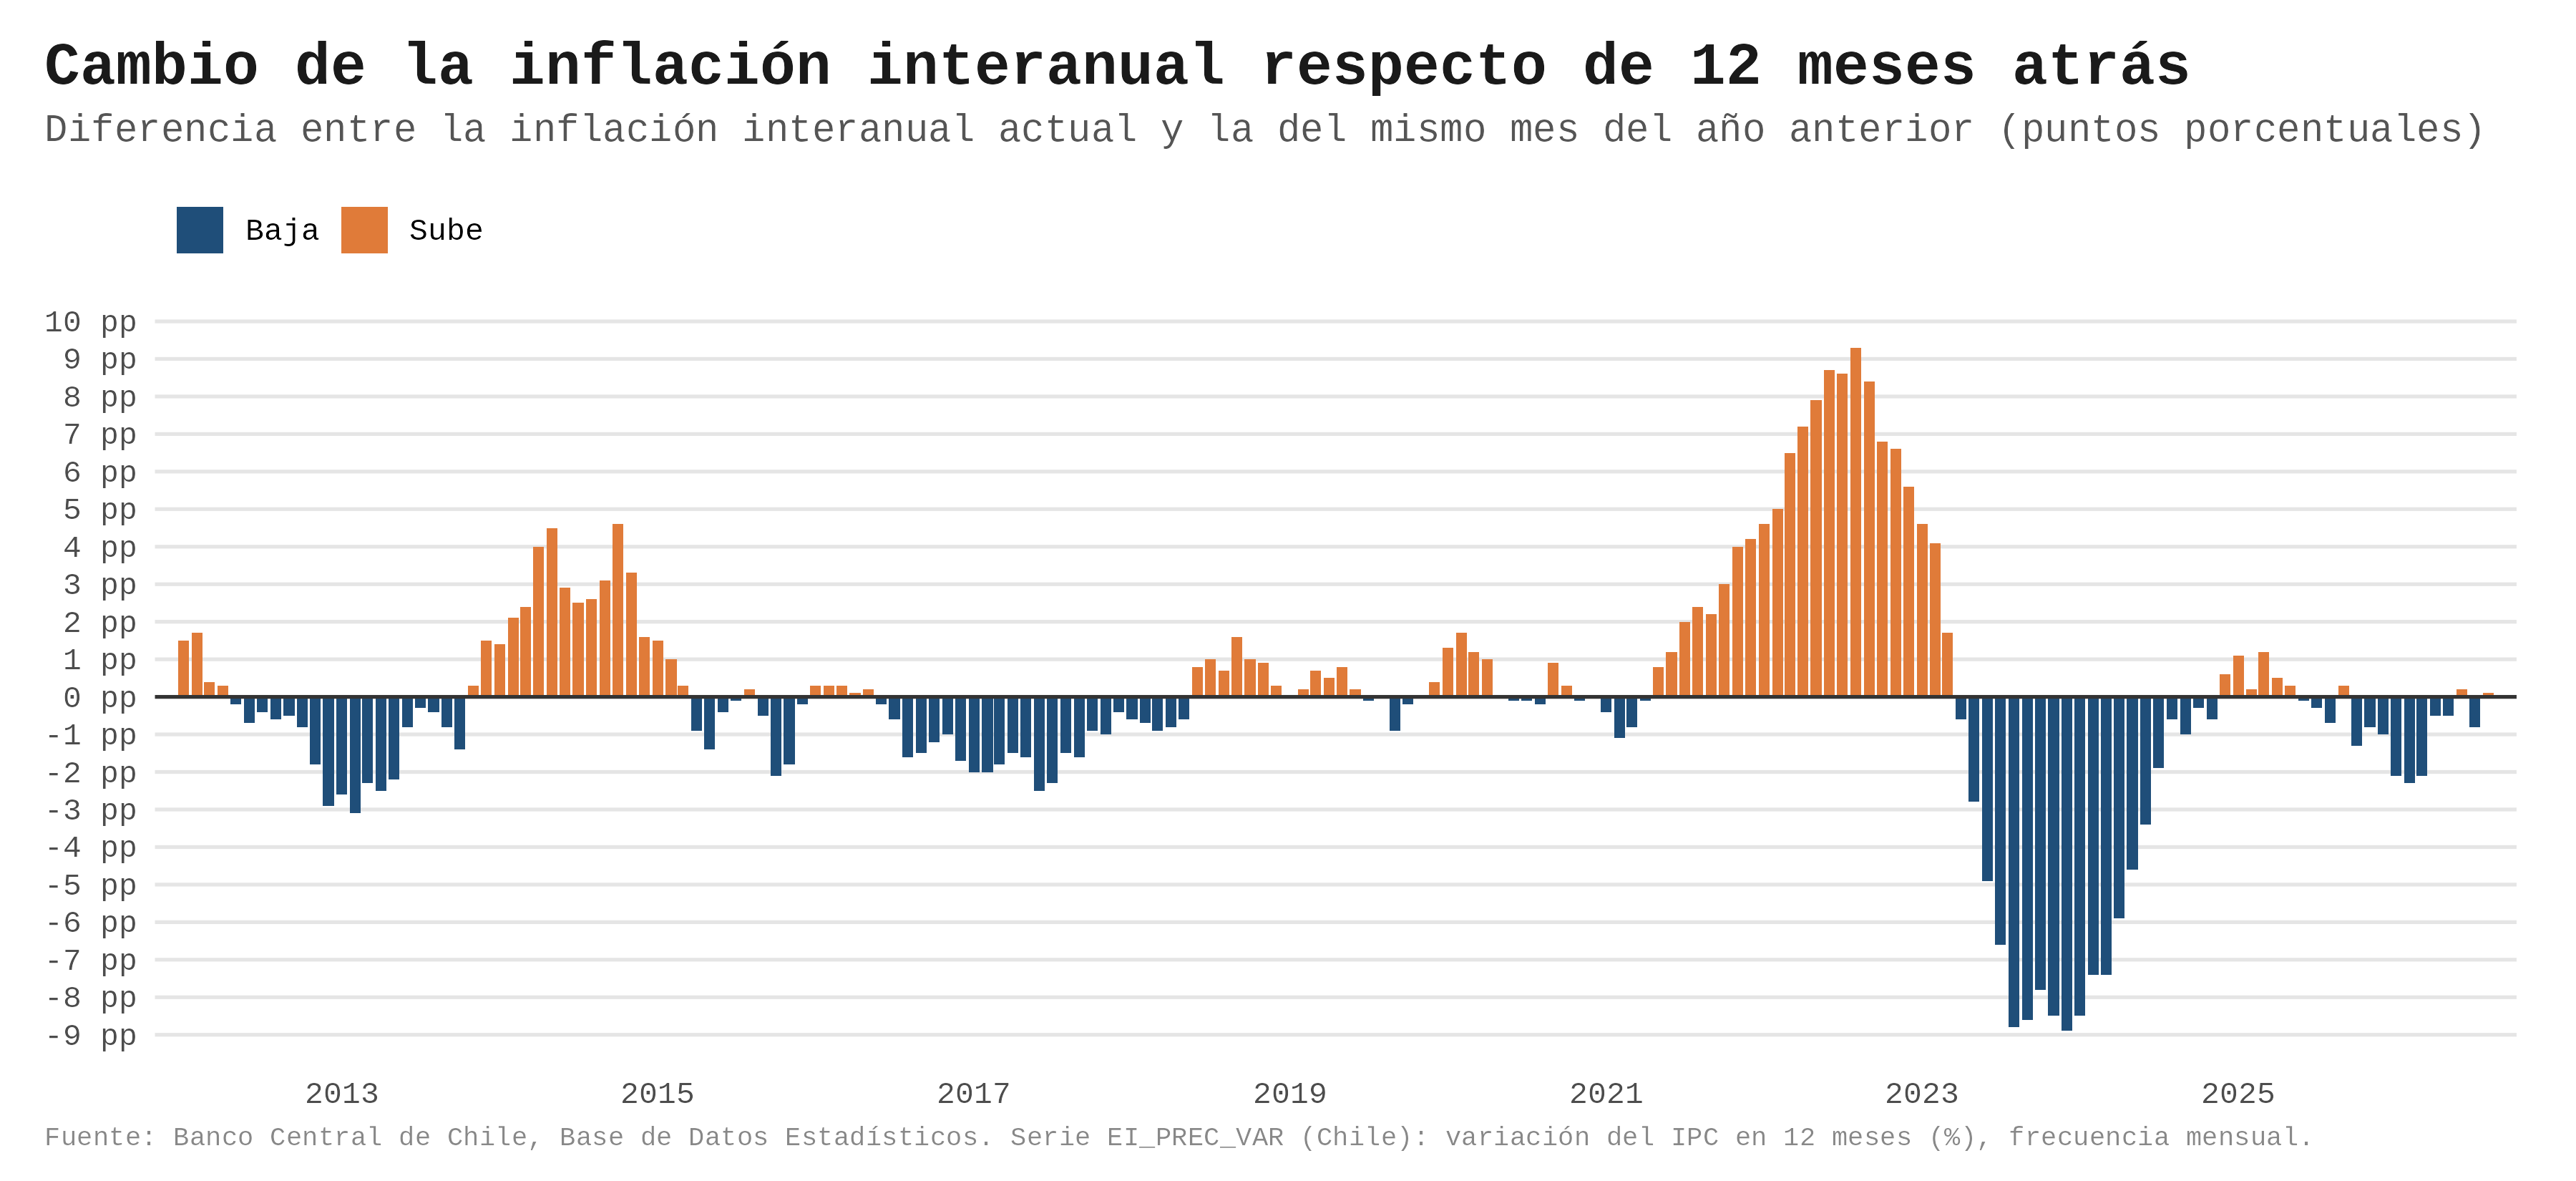 Cambio de la inflación interanual respecto de 12 meses atrás
Diferencia entre la inflación interanual actual y la del mismo mes del año anterior (puntos porcentuales)
Baja Sube
10 pp
9 pp
8 pp
7 pp
6 pp
5 pp
4 pp
3 pp
2 pp
1 pp
0 pp
-1 pp
-2 pp
-3 pp
-4 pp
-5 pp
-6 pp
-7 pp
-8 pp
-9 pp
2013 2015 2017 2019 2021 2023 2025
Fuente: Banco Central de Chile, Base de Datos Estadísticos. Serie EI_PREC_VAR (Chile): variación del IPC en 12 meses (%), frecuencia mensual.